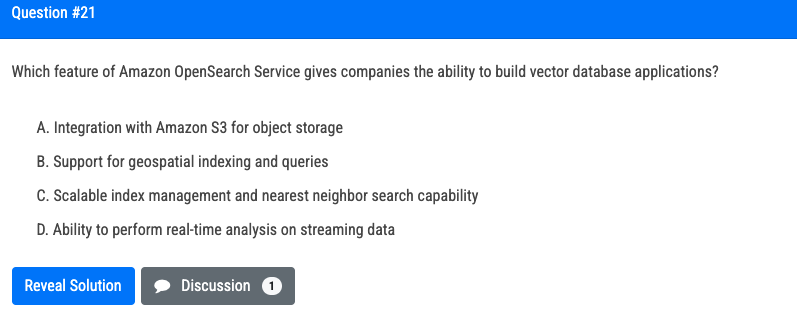 Question #21
Which feature of Amazon OpenSearch Service gives companies the ability to build vector database applications?
A. Integration with Amazon S3 for object storage
B. Support for geospatial indexing and queries
C. Scalable index management and nearest neighbor search capability
D. Ability to perform real-time analysis on streaming data
Reveal Solution Discussion 1